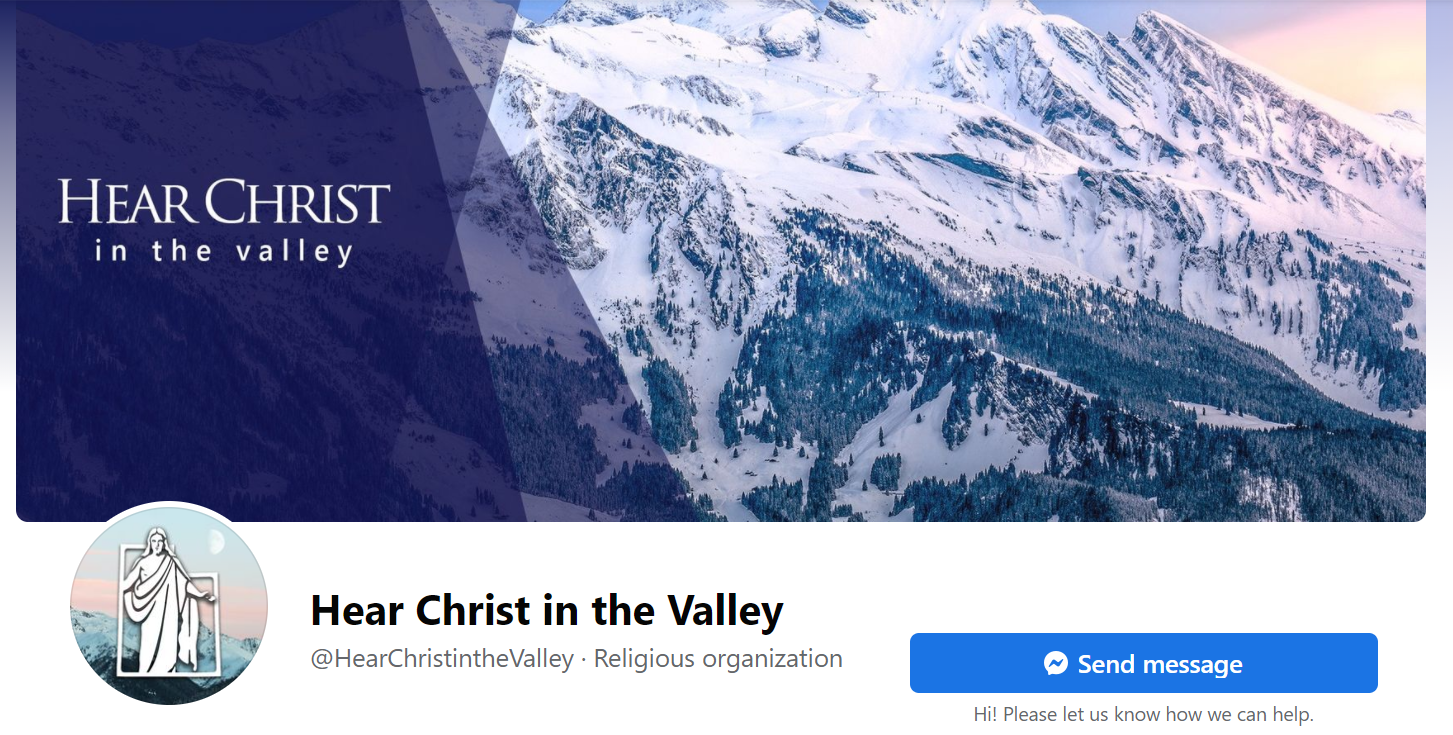 HEAR CHRIST
in the valley
Hear Christ in the Valley
@HearChristintheValley · Religious organization
Send message
Hi! Please let us know how we can help.